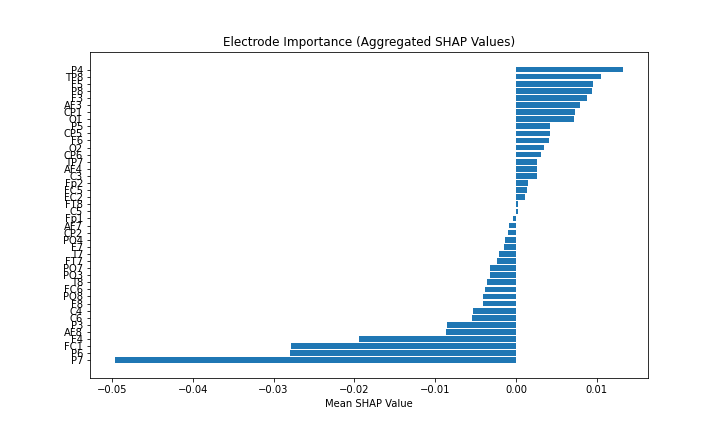 Electrode Importance (Aggregated SHAP Values)
P4
TP8
P8
F3
AF3
CP1
O1
P5
CP5
F6
O2
CP6
TP7
AF4
C3
Fp2
FC5
FC2
FT8
C5
Fp1
AF7
CP2
PO4
F7
T7
FT7
PO7
PO3
T8
FC6
PO8
F8
C4
C6
P3
AF8
F4
FC1
P6
P7
−0.05
−0.04
−0.03
−0.02
−0.01
0.00
0.01
Mean SHAP Value